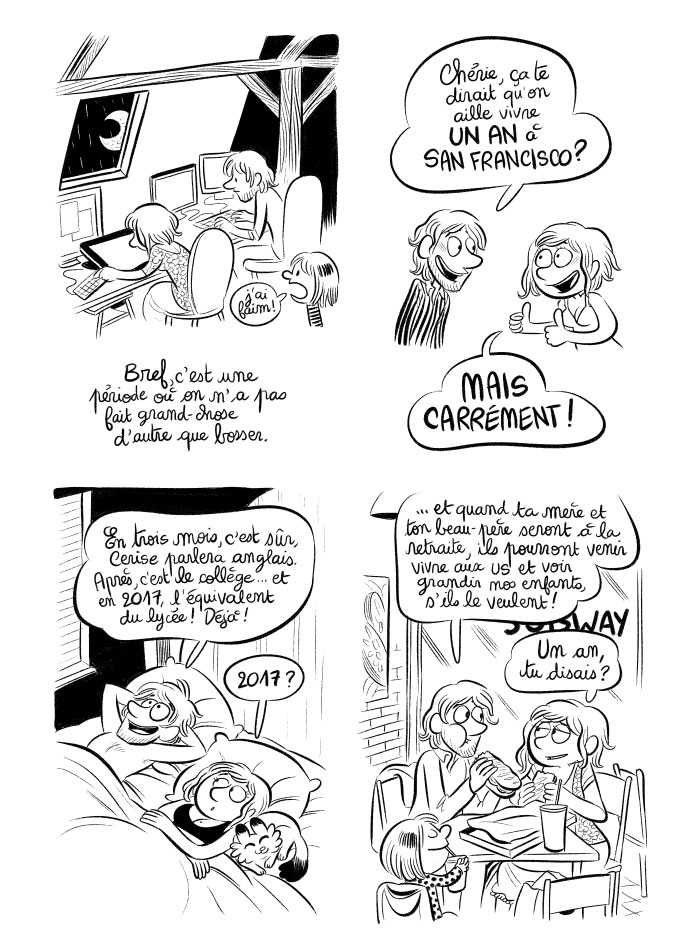 j'ai
faim!
Bref, c'est une
période où on n'a pas
fait grand-chose
d'autre que bosser.
Chérie, ça te
dirait qu'on
aille vivre
UN AN à
SAN FRANCISCO?
MAIS
CARRÉMENT!
En trois mois, c'est sûr,
Cerise parlera anglais.
Après, c'est le collège... et
en 2017, l'équivalent
du lycée! Déjà!
2017?
... et quand ta mère et
ton beau-père seront à la
retraite, ils pourront venir
vivre aux US et voir
grandir nos enfants,
s'ils le veulent!
SUBWAY
Un an,
tu disais?